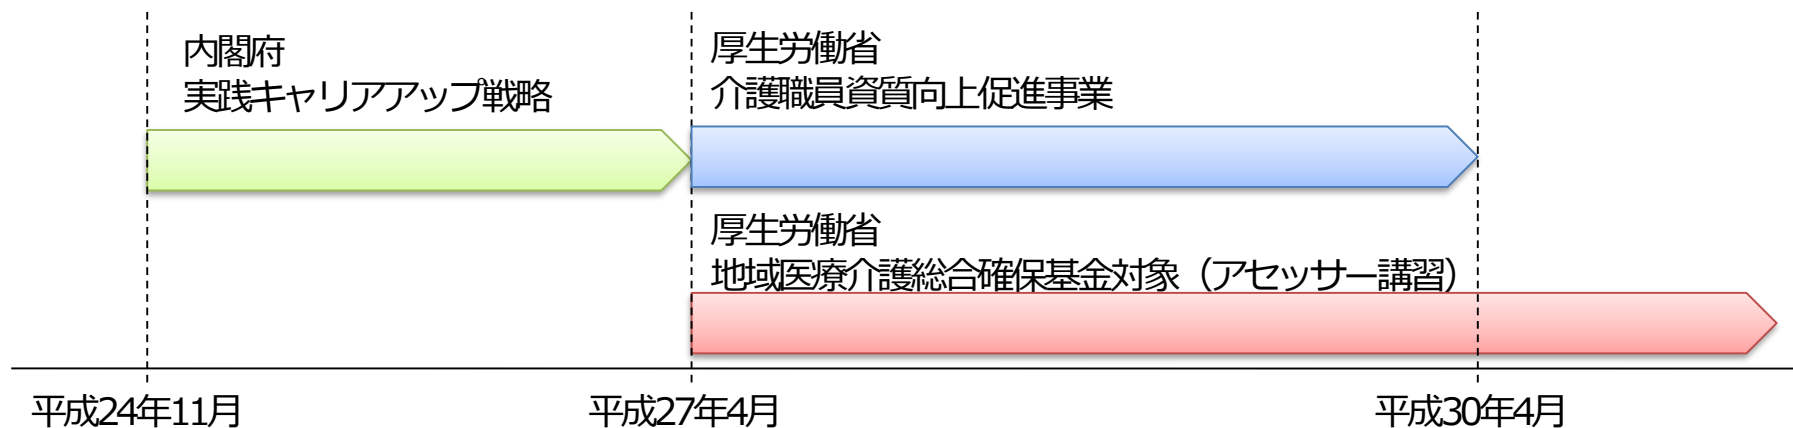 内閣府
実践キャリアアップ戦略
厚生労働省
介護職員資質向上促進事業
厚生労働省
地域医療介護総合確保基金対象（アセッサー講習）
平成24年11月
平成27年4月
平成30年4月